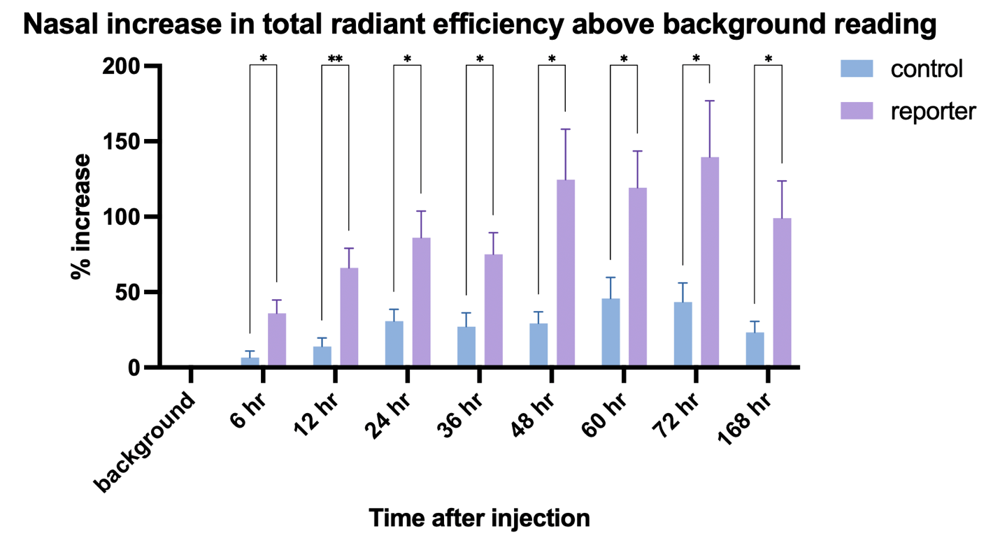 Nasal increase in total radiant efficiency above background reading
* ** * * * * * *
control
reporter
% increase
200
150
100
50
0
background
6 hr
12 hr
24 hr
36 hr
48 hr
60 hr
72 hr
168 hr
Time after injection